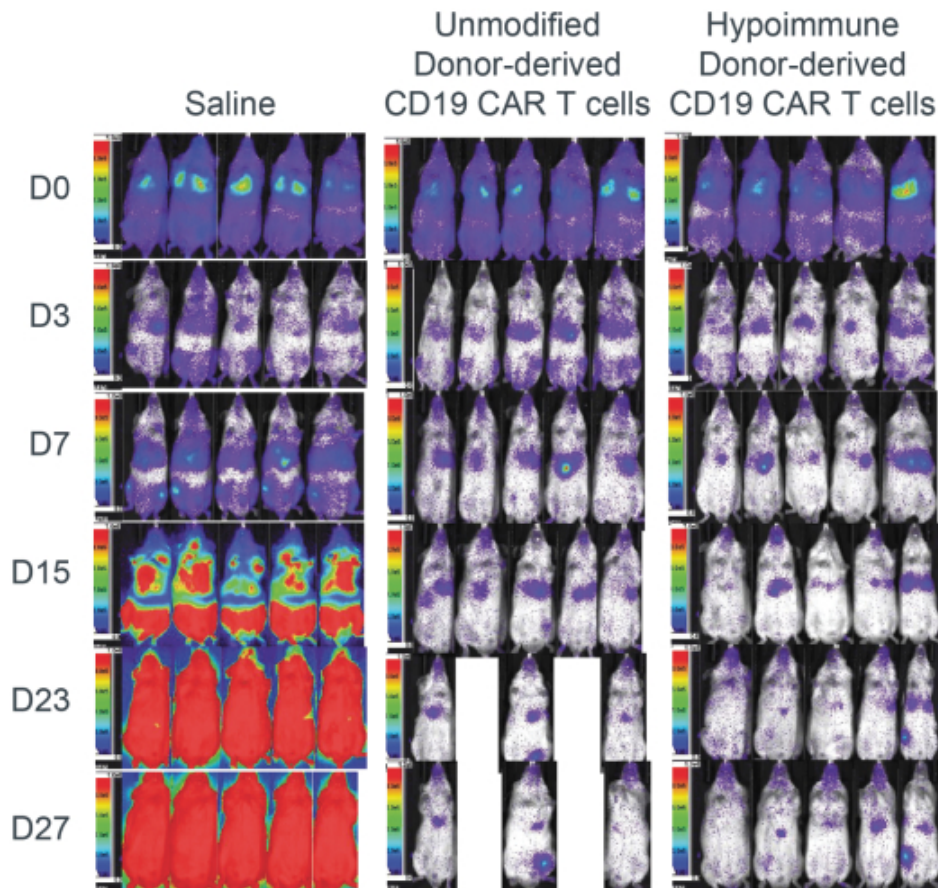 Saline
Unmodified
Donor-derived
CD19 CAR T cells
Hypoimmune
Donor-derived
CD19 CAR T cells
D0
D3
D7
D15
D23
D27